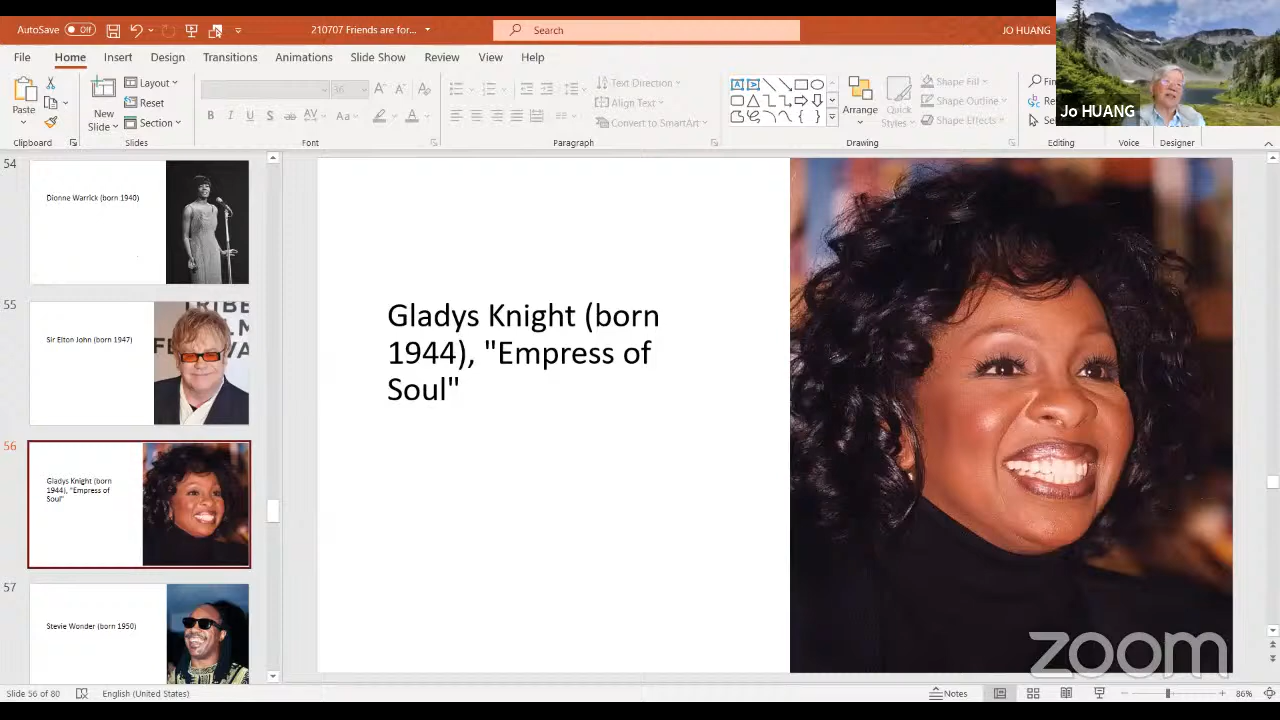 AutoSave Off 210707 Friends are for... Search JO HUANG
File Home Insert Design Transitions Animations Slide Show Review View Help
Paste
New Slide
Layout
Reset
Section
36
Aa
Text Direction
Align Text
Convert to SmartArt
Arrange
Quick Styles
Shape Fill
Shape Outline
Shape Effects
Jo HUANG
Clipboard Slides Font Paragraph Drawing Editing Voice Designer
54
Dionne Warrick (born 1940)
55
TRIBE
Sir Elton John (born 1947)
56
Gladys Knight (born
1944), "Empress of
Soul"
57
Stevie Wonder (born 1950)
Gladys Knight (born
1944), "Empress of
Soul"
zoom
Slide 56 of 80 English (United States) Notes 86%